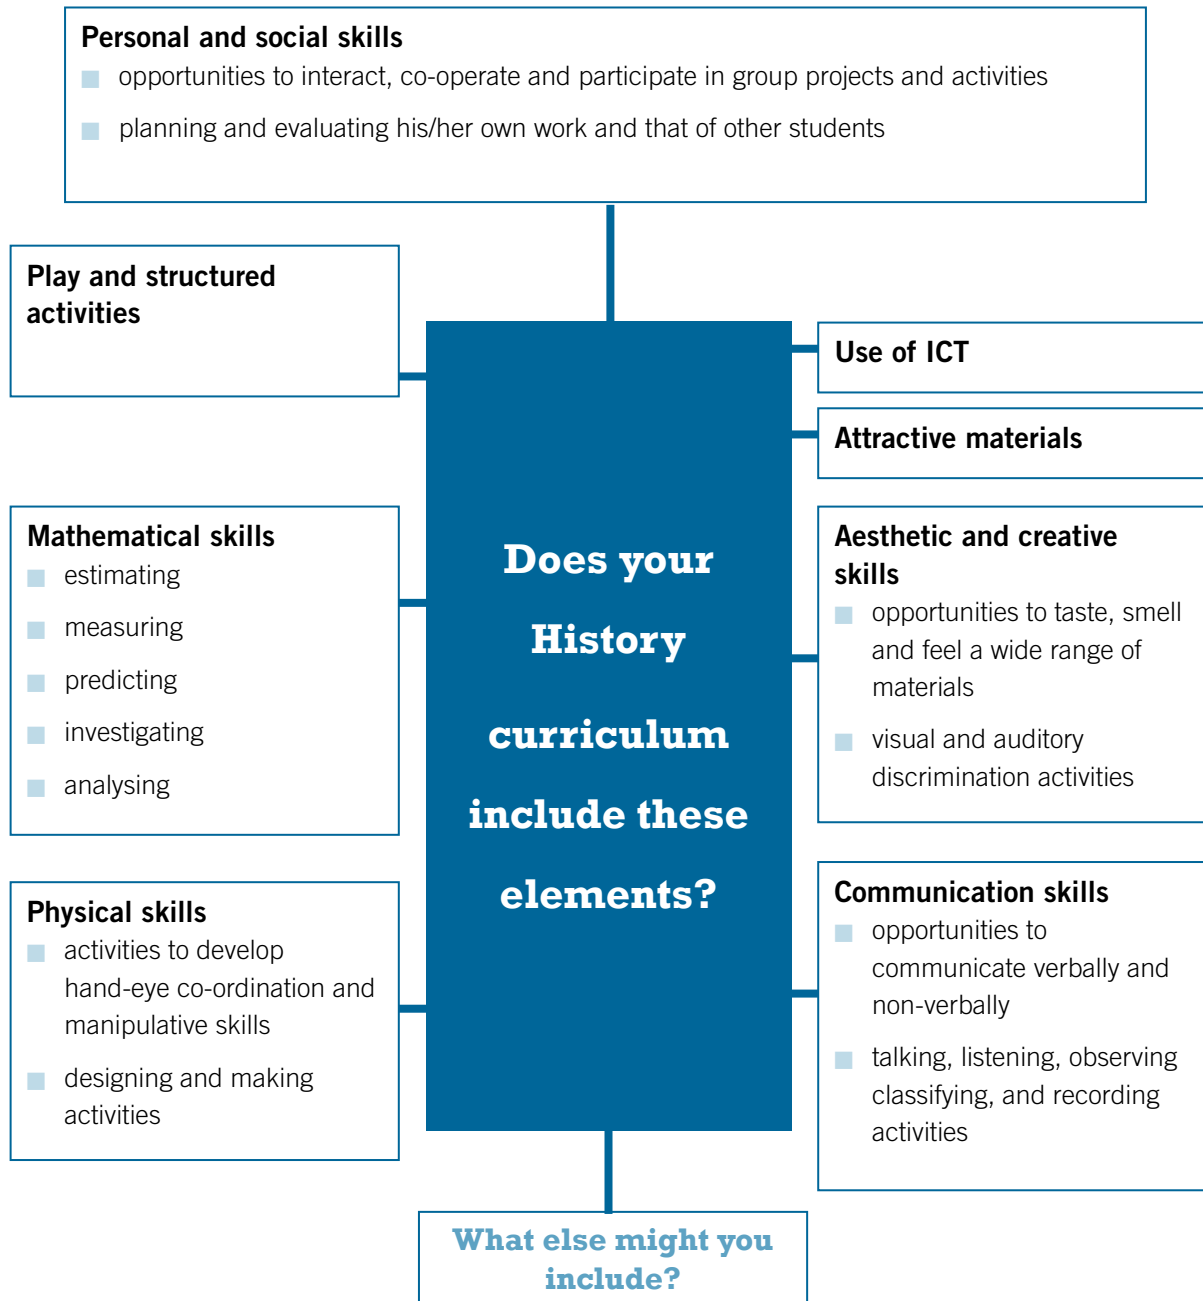 Personal and social skills
opportunities to interact, co-operate and participate in group projects and activities
planning and evaluating his/her own work and that of other students
Play and structured
activities
Use of ICT
Attractive materials
Mathematical skills
estimating
measuring
predicting
investigating
analysing
Does your
History
curriculum
include these
elements?
Aesthetic and creative
skills
opportunities to taste, smell
and feel a wide range of
materials
visual and auditory
discrimination activities
Physical skills
activities to develop
hand-eye co-ordination and
manipulative skills
designing and making
activities
Communication skills
opportunities to
communicate verbally and
non-verbally
talking, listening, observing
classifying, and recording
activities
What else might you
include?